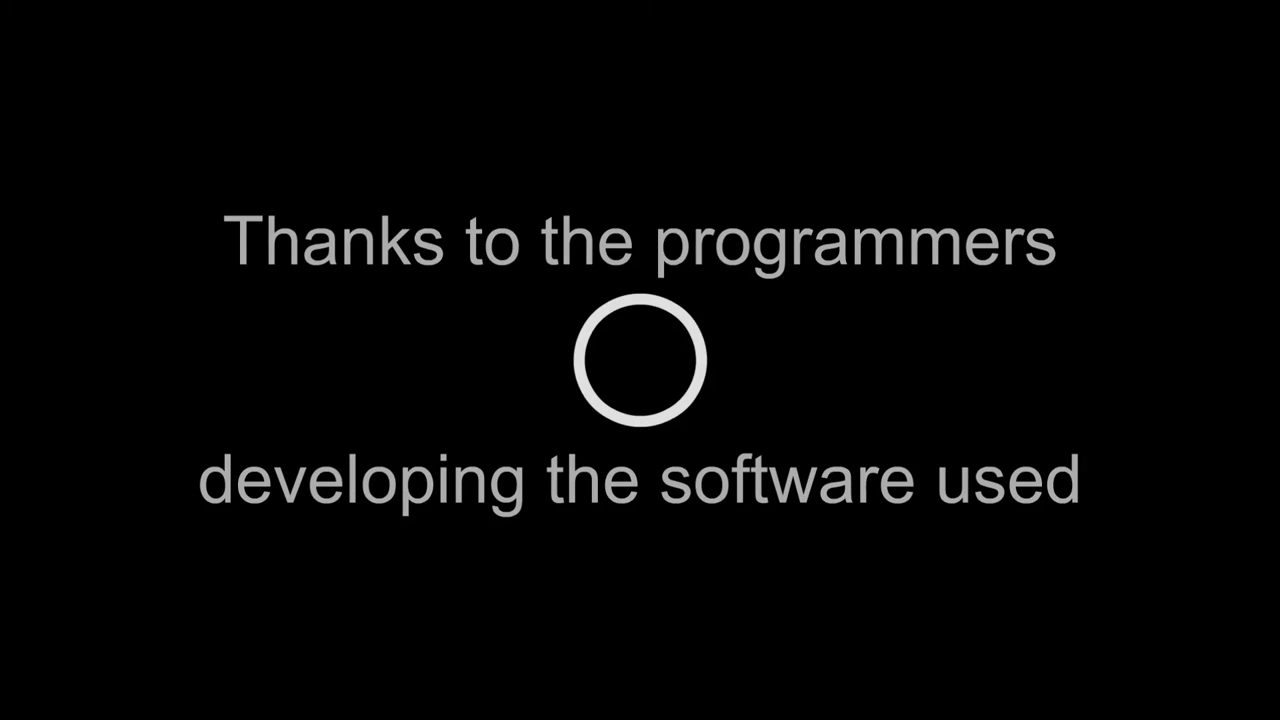 Thanks to the programmers
developing the software used